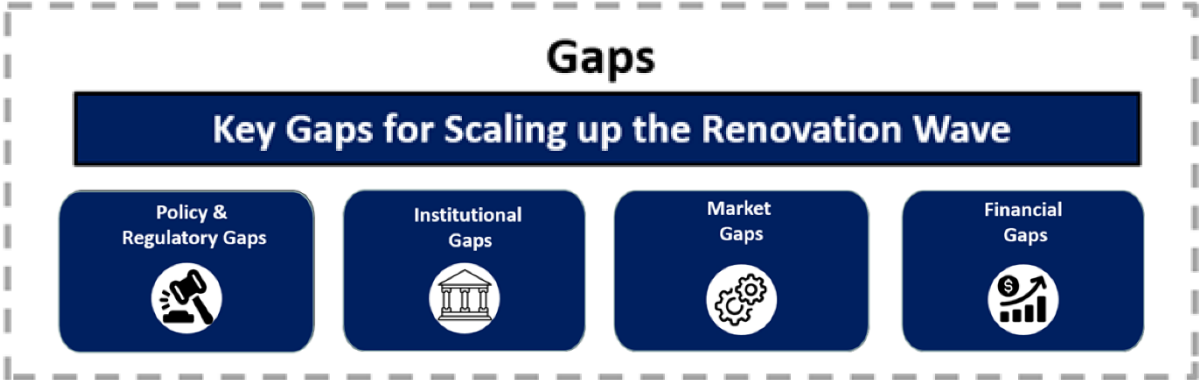 Gaps
Key Gaps for Scaling up the Renovation Wave
Policy &
Regulatory Gaps
Institutional
Gaps
Market
Gaps
Financial
Gaps
$